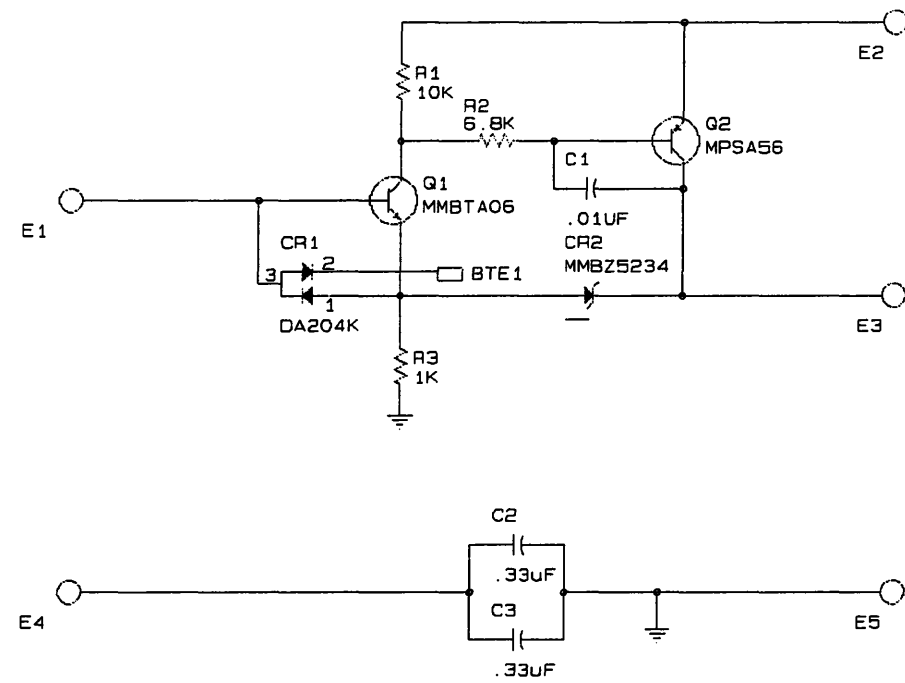 E2
R1
10K
R2
6.8K
Q2
MPSA56
C1
.01UF
Q1
MMBTA06
E1
CR1
3
2
BTE1
1
DA204K
CR2
MMBZ5234
E3
R3
1K
C2
.33uF
E4
C3
.33uF
E5